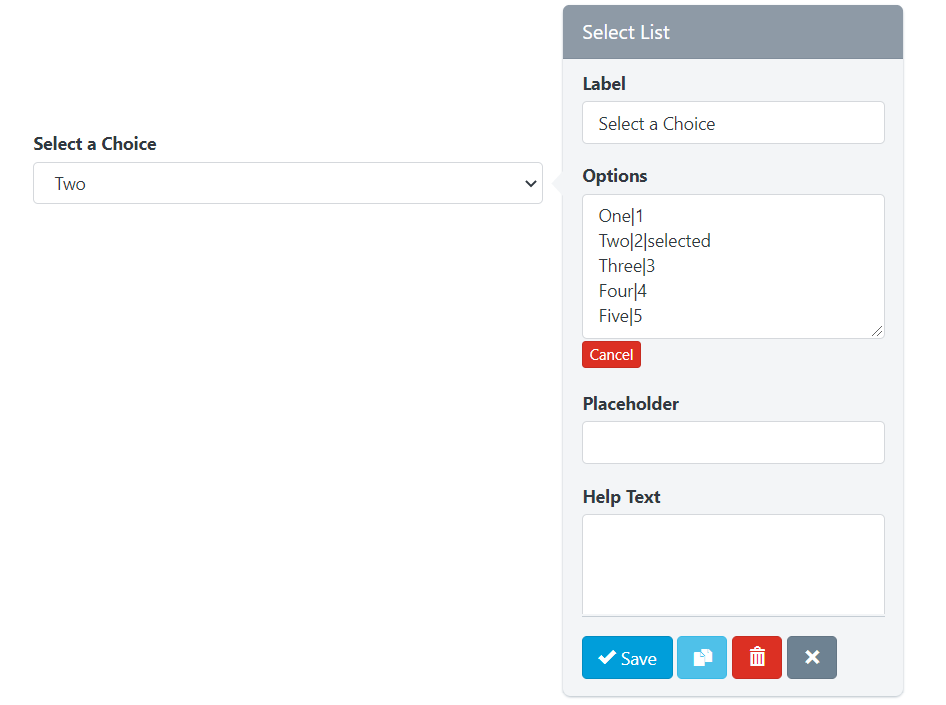 Select a Choice
Two
Select List
Label
Select a Choice
Options
One|1
Two|2|selected
Three|3
Four|4
Five|5
Cancel
Placeholder
Help Text
Save